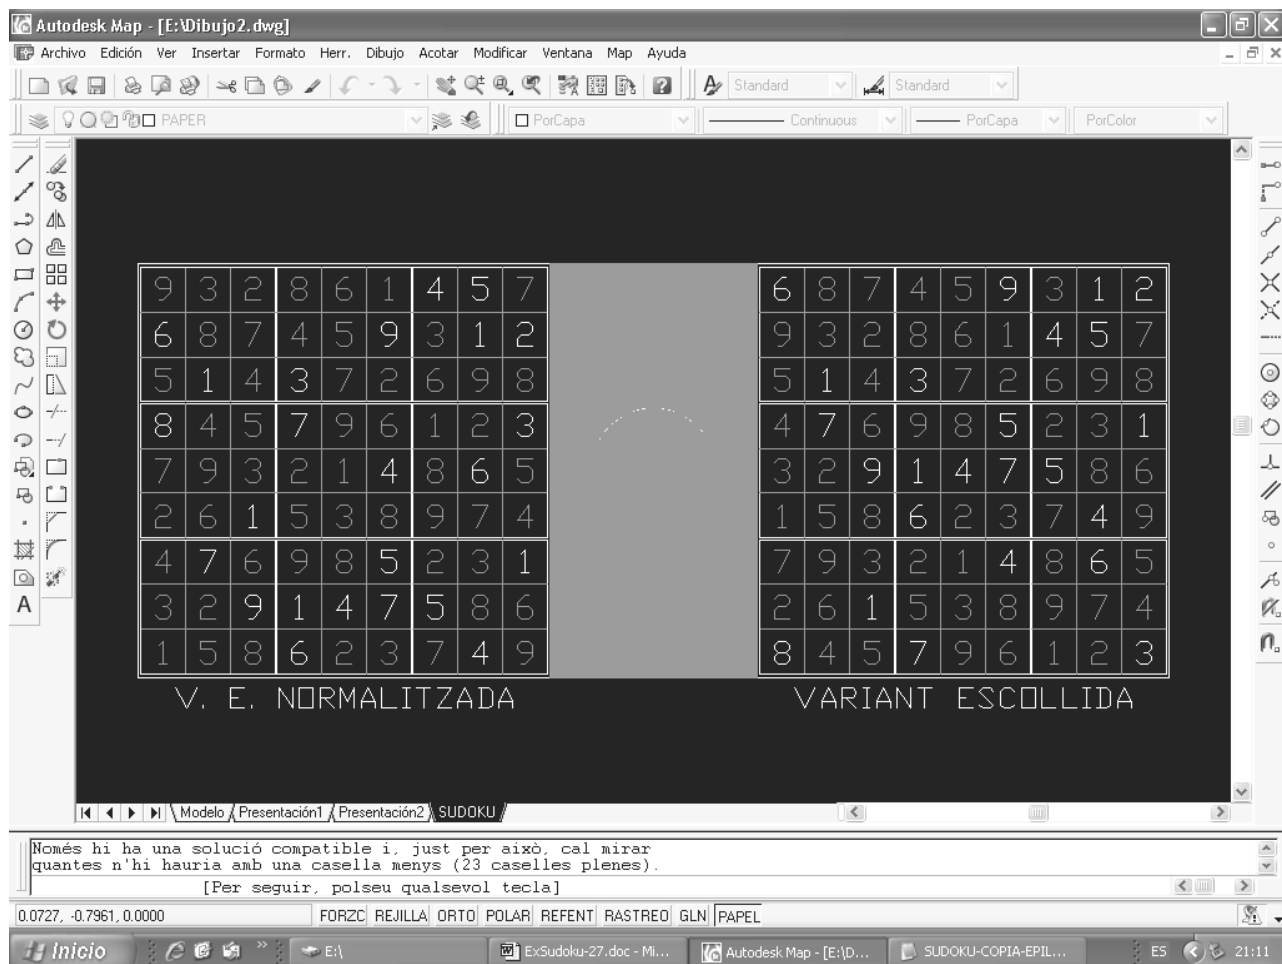 Autodesk Map - [E:\Dibujo2.dwg]
Archivo Edición Ver Insertar Formato Herr. Dibujo Acotar Modificar Ventana Map Ayuda
Standard Standard
PAPER PorCapa Continuous PorCapa PorColor
9 3 2 8 6 1 4 5 7
6 8 7 4 5 9 3 1 2
5 1 4 3 7 2 6 9 8
8 4 5 7 9 6 1 2 3
7 9 3 2 1 4 8 6 5
2 6 1 5 3 8 9 7 4
4 7 6 9 8 5 2 3 1
3 2 9 1 4 7 5 8 6
1 5 8 6 2 3 7 4 9
V. E. NORMALITZADA
6 8 7 4 5 9 3 1 2
9 3 2 8 6 1 4 5 7
5 1 4 3 7 2 6 9 8
4 7 6 9 8 5 2 3 1
3 2 9 1 4 7 5 8 6
1 5 8 6 2 3 7 4 9
7 9 3 2 1 4 8 6 5
2 6 1 5 3 8 9 7 4
8 4 5 7 9 6 1 2 3
VARIANT ESCOLLIDA
A
Modelo Presentación1 Presentación2 SUDOKU
Només hi ha una solució compatible i, just per això, cal mirar
quantes n'hi hauria amb una casella menys (23 caselles plenes).
[Per seguir, polseu qualsevol tecla]
0.0727, -0.7961, 0.0000 FORZC REJILLA ORTO POLAR REFENT RASTREO GLN PAPEL
Inicio » E:\ ExSudoku-27.doc - Mi... Autodesk Map - [E:\D... SUDOKU-COPIA-EPIL... ES 21:11